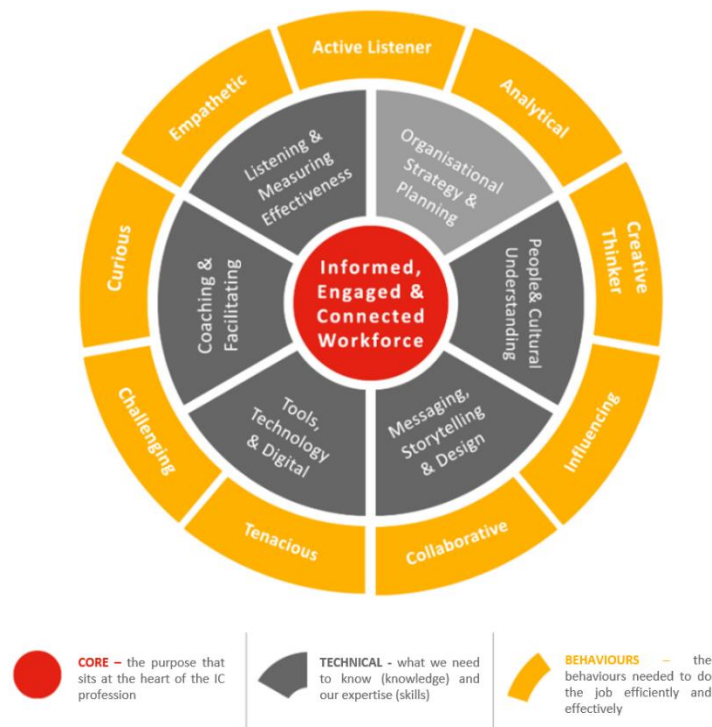 Active Listener
Analytical
Creative
Thinker
Influencing
Collaborative
Tenacious
Challenging
Curious
Empathetic
Listening &
Measuring
Effectiveness
Organisational
Strategy &
Planning
People& Cultural
Understanding
Messaging,
Storytelling
& Design
Tools,
Technology
& Digital
Coaching &
Facilitating
Informed,
Engaged &
Connected
Workforce
CORE – the purpose that
sits at the heart of the IC
profession
TECHNICAL - what we need
to know (knowledge) and
our expertise (skills)
BEHAVIOURS – the
behaviours needed to do
the job efficiently and
effectively